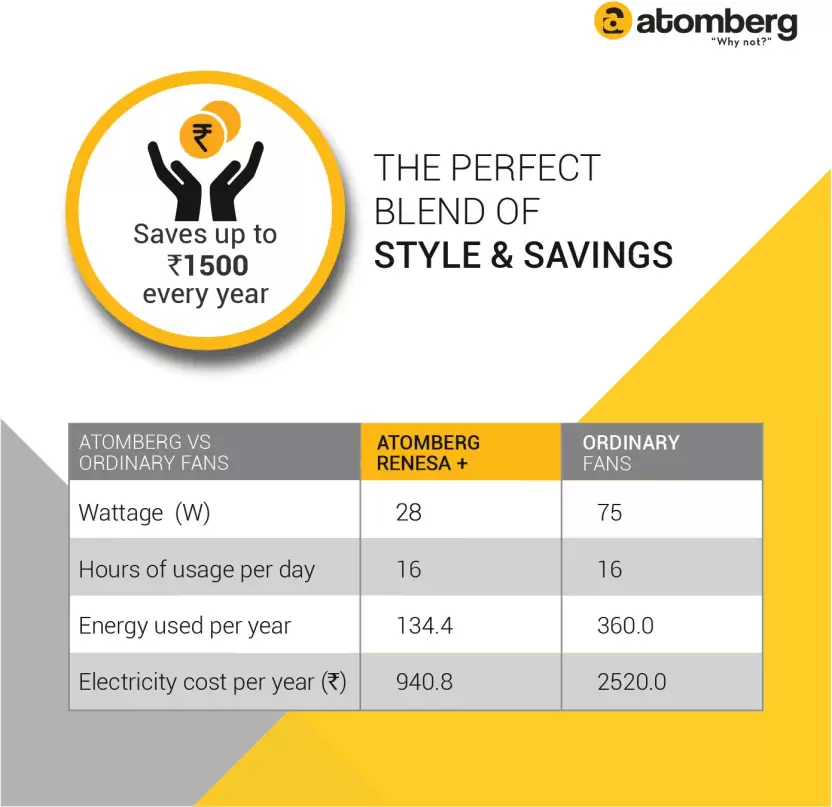 atomberg
"Why not?"
₹
Saves up to
₹1500
every year
THE PERFECT
BLEND OF
STYLE & SAVINGS
ATOMBERG VS
ORDINARY FANS
ATOMBERG
RENESA +
ORDINARY
FANS
Wattage (W) 28 75
Hours of usage per day 16 16
Energy used per year 134.4 360.0
Electricity cost per year (₹) 940.8 2520.0